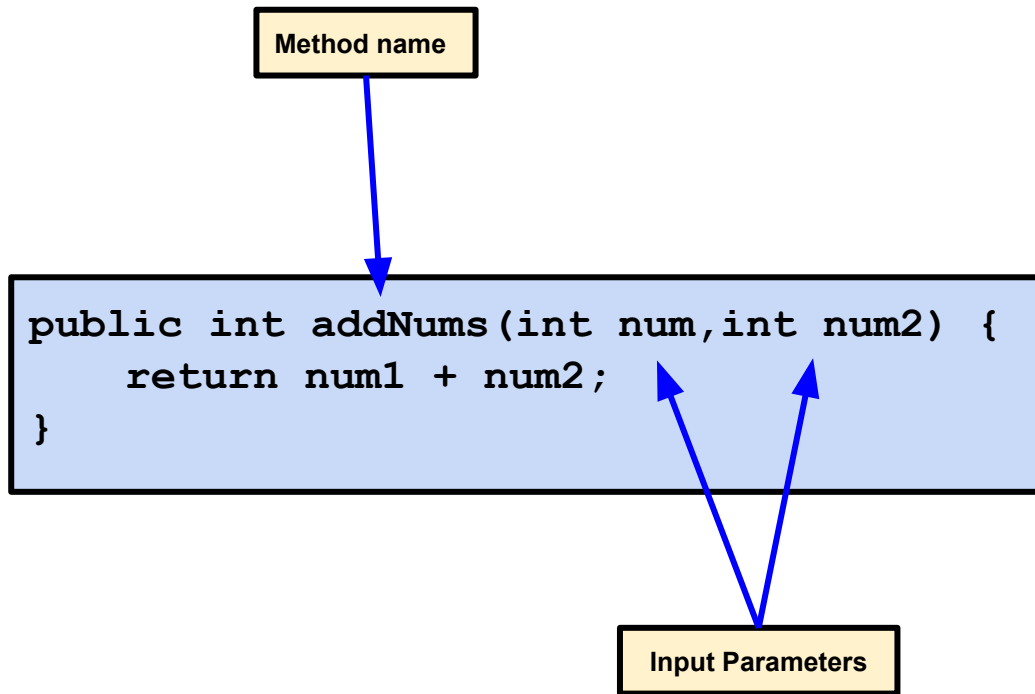 Method name
public int addNums(int num,int num2) {
return num1 + num2;
}
Input Parameters